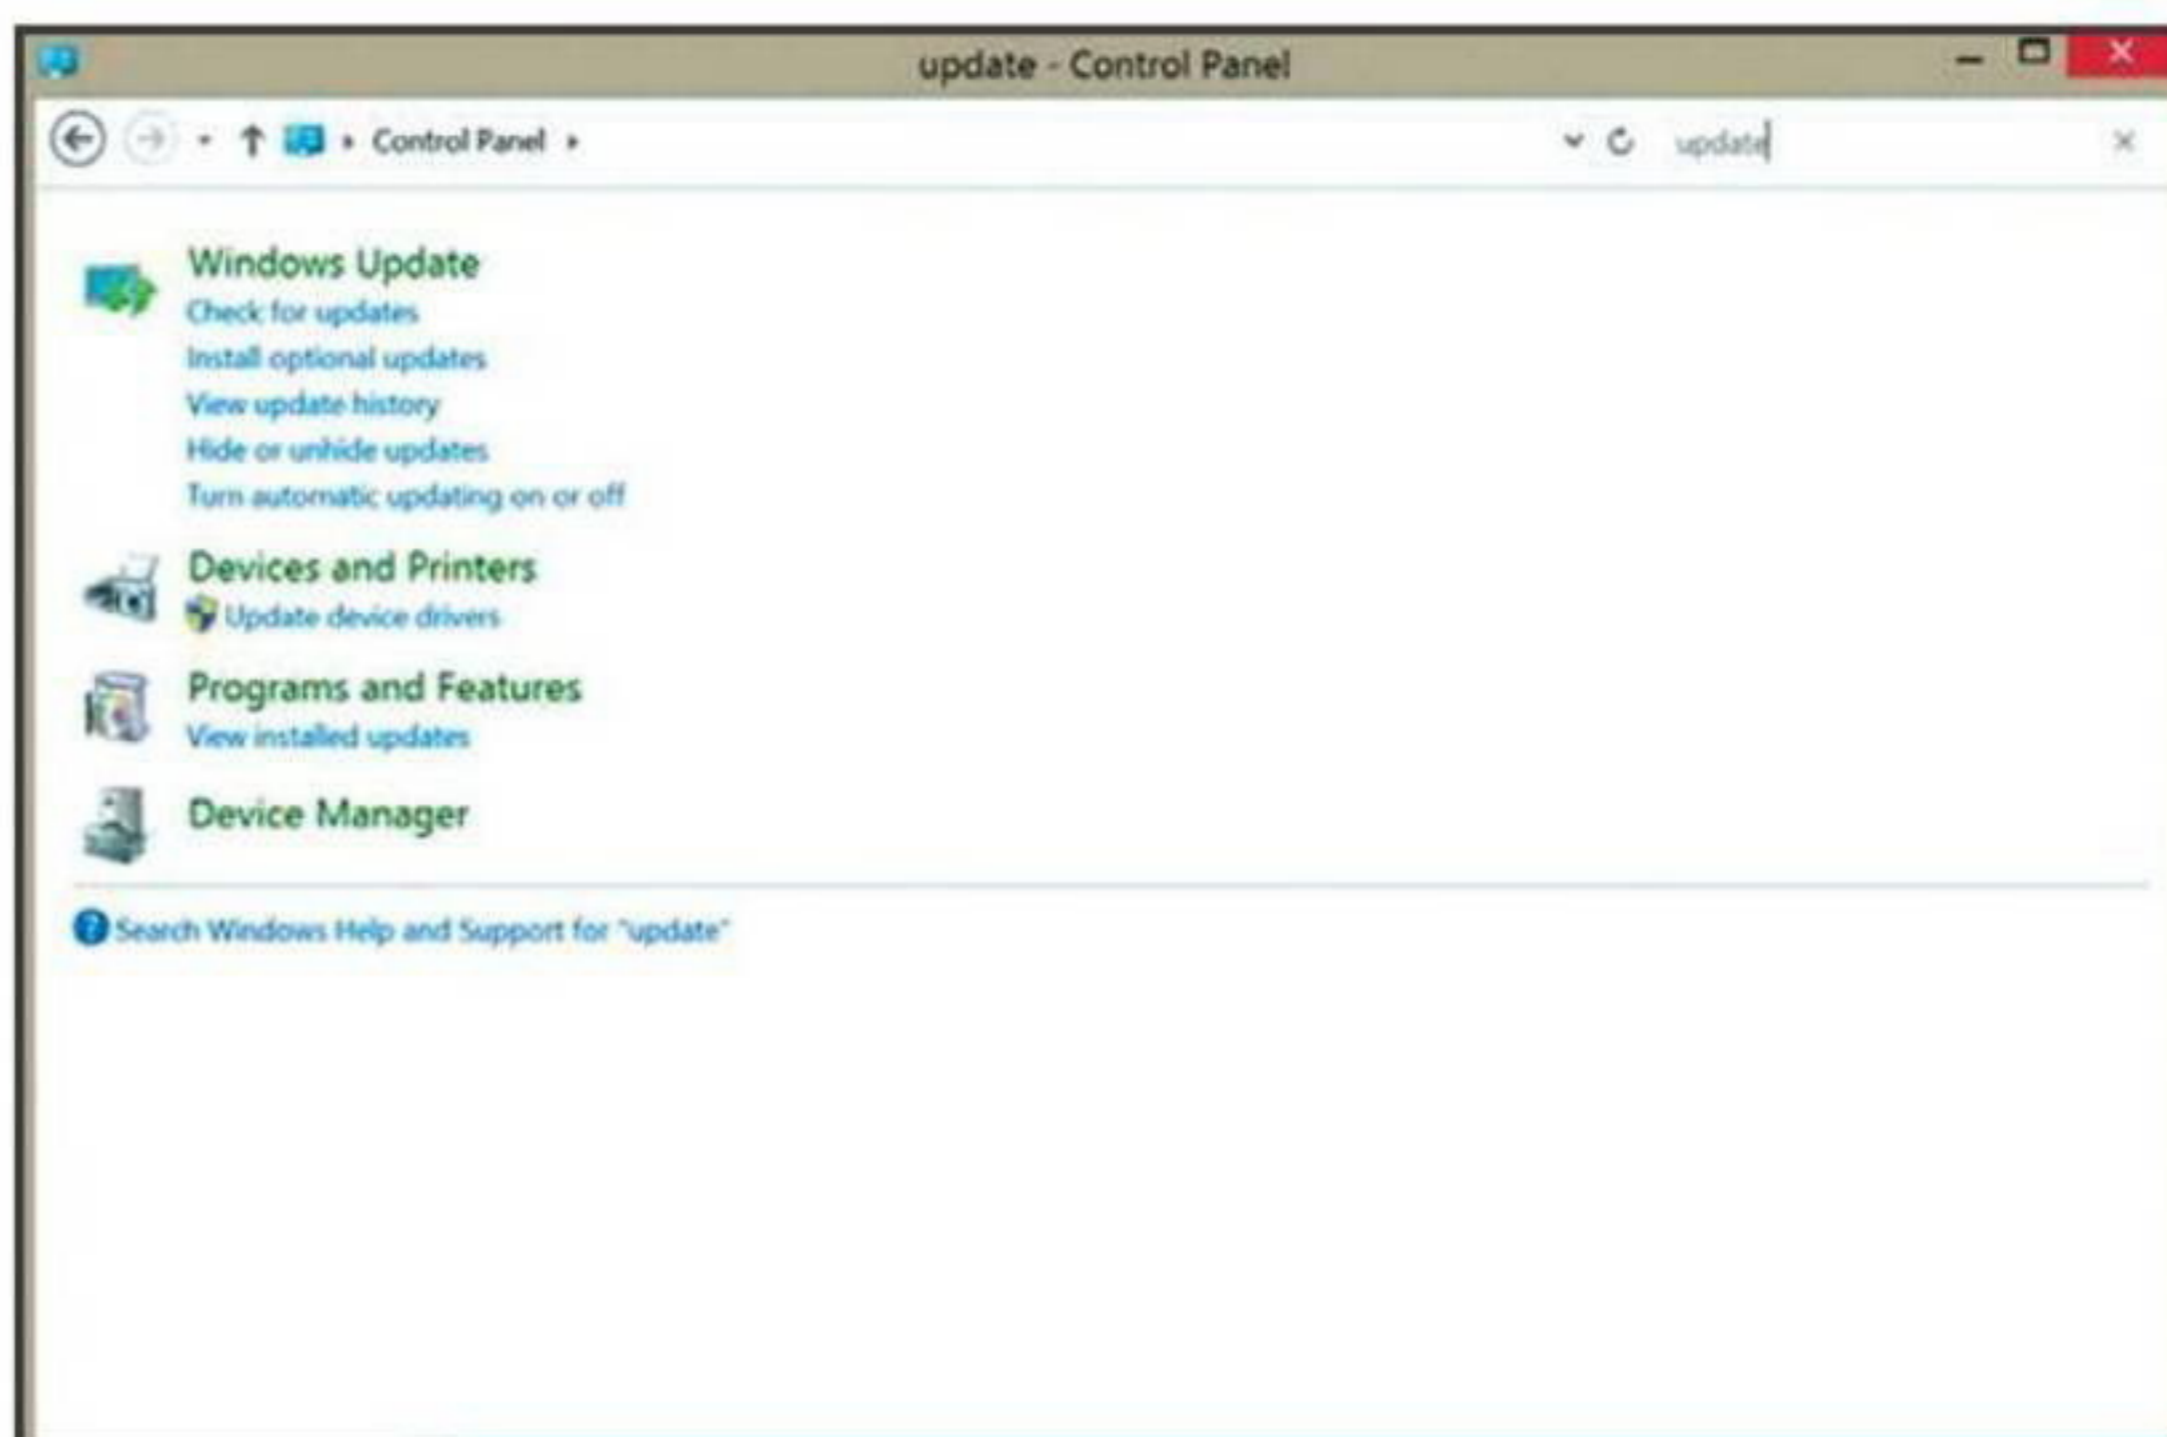 update - Control Panel
Control Panel
update
Windows Update
Check for updates
Install optional updates
View update history
Hide or unhide updates
Turn automatic updating on or off
Devices and Printers
Update device drivers
Programs and Features
View installed updates
Device Manager
Search Windows Help and Support for "update"